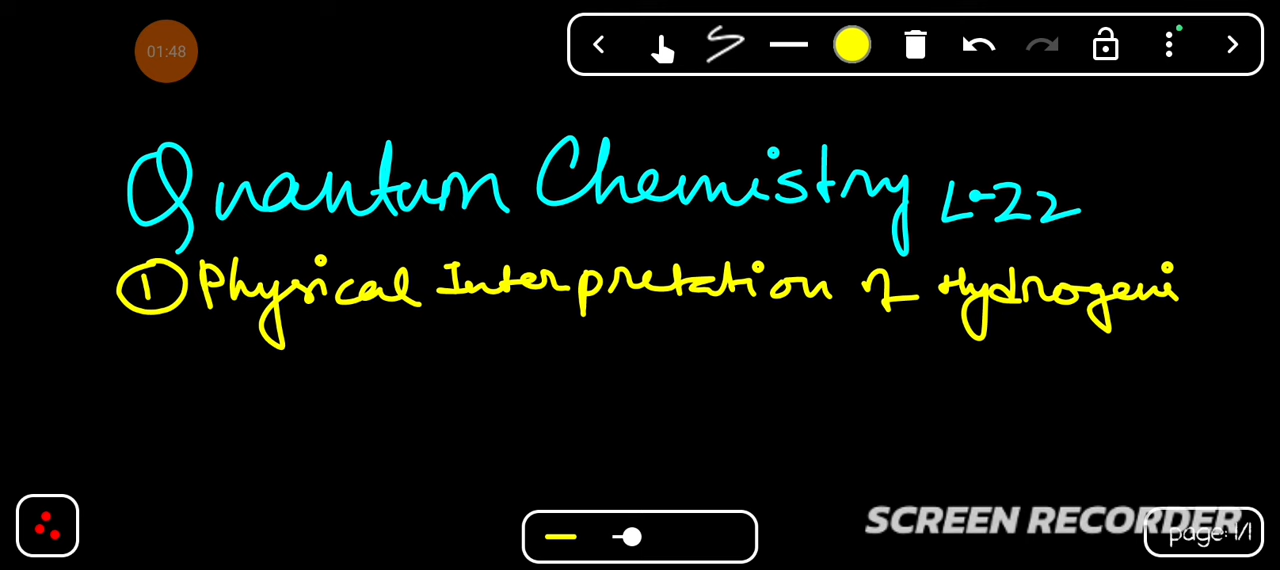 01:48
Quantum Chemistry L-22
① Physical Interpretation of Hydrogeni
SCREEN RECORDER
page:1/1